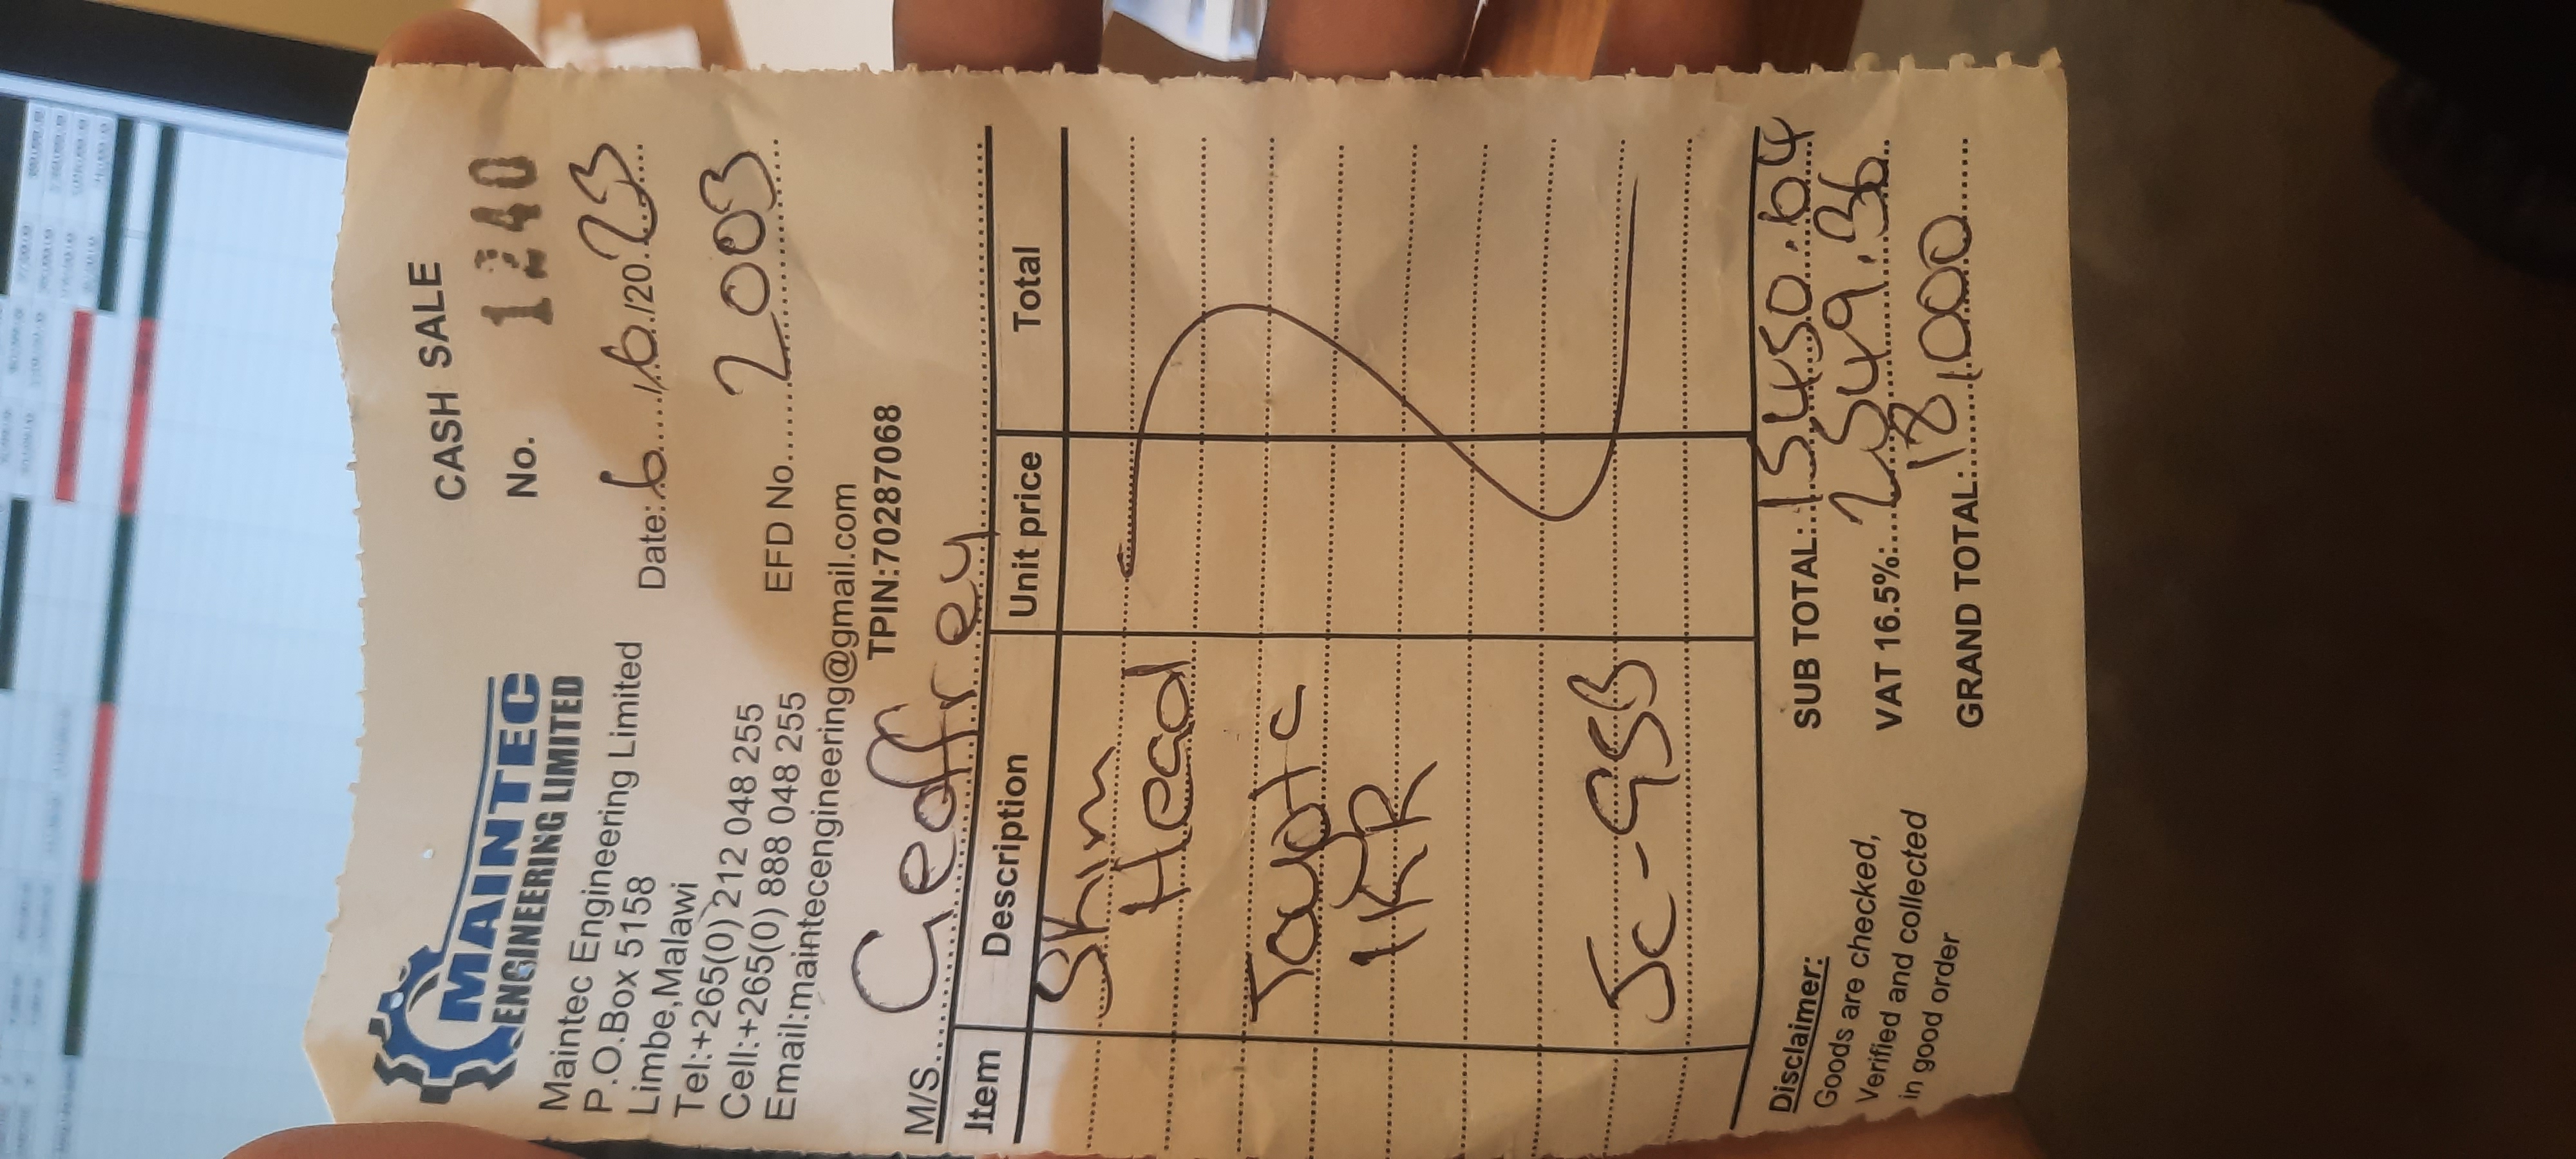 MAINTEC
ENGINEERING LIMITED
Maintec Engineering Limited
P.O.Box 5158
Limbe,Malawi
Tel:+265(0) 212 048 255
Cell:+265(0) 888 048 255
Email:maintecengineering@gmail.com
CASH SALE
No. 1240
Date: 6 / 6 /20 23
EFD No. 2003
TPIN:70287068
M/S Geoffrey
Item Description Unit price Total
Skim
Head
Toyota
1KR
Jc-953
SUB TOTAL: 15450.64
VAT 16.5%: 2549.36
GRAND TOTAL: 18,000
Disclaimer:
Goods are checked,
Verified and collected
in good order